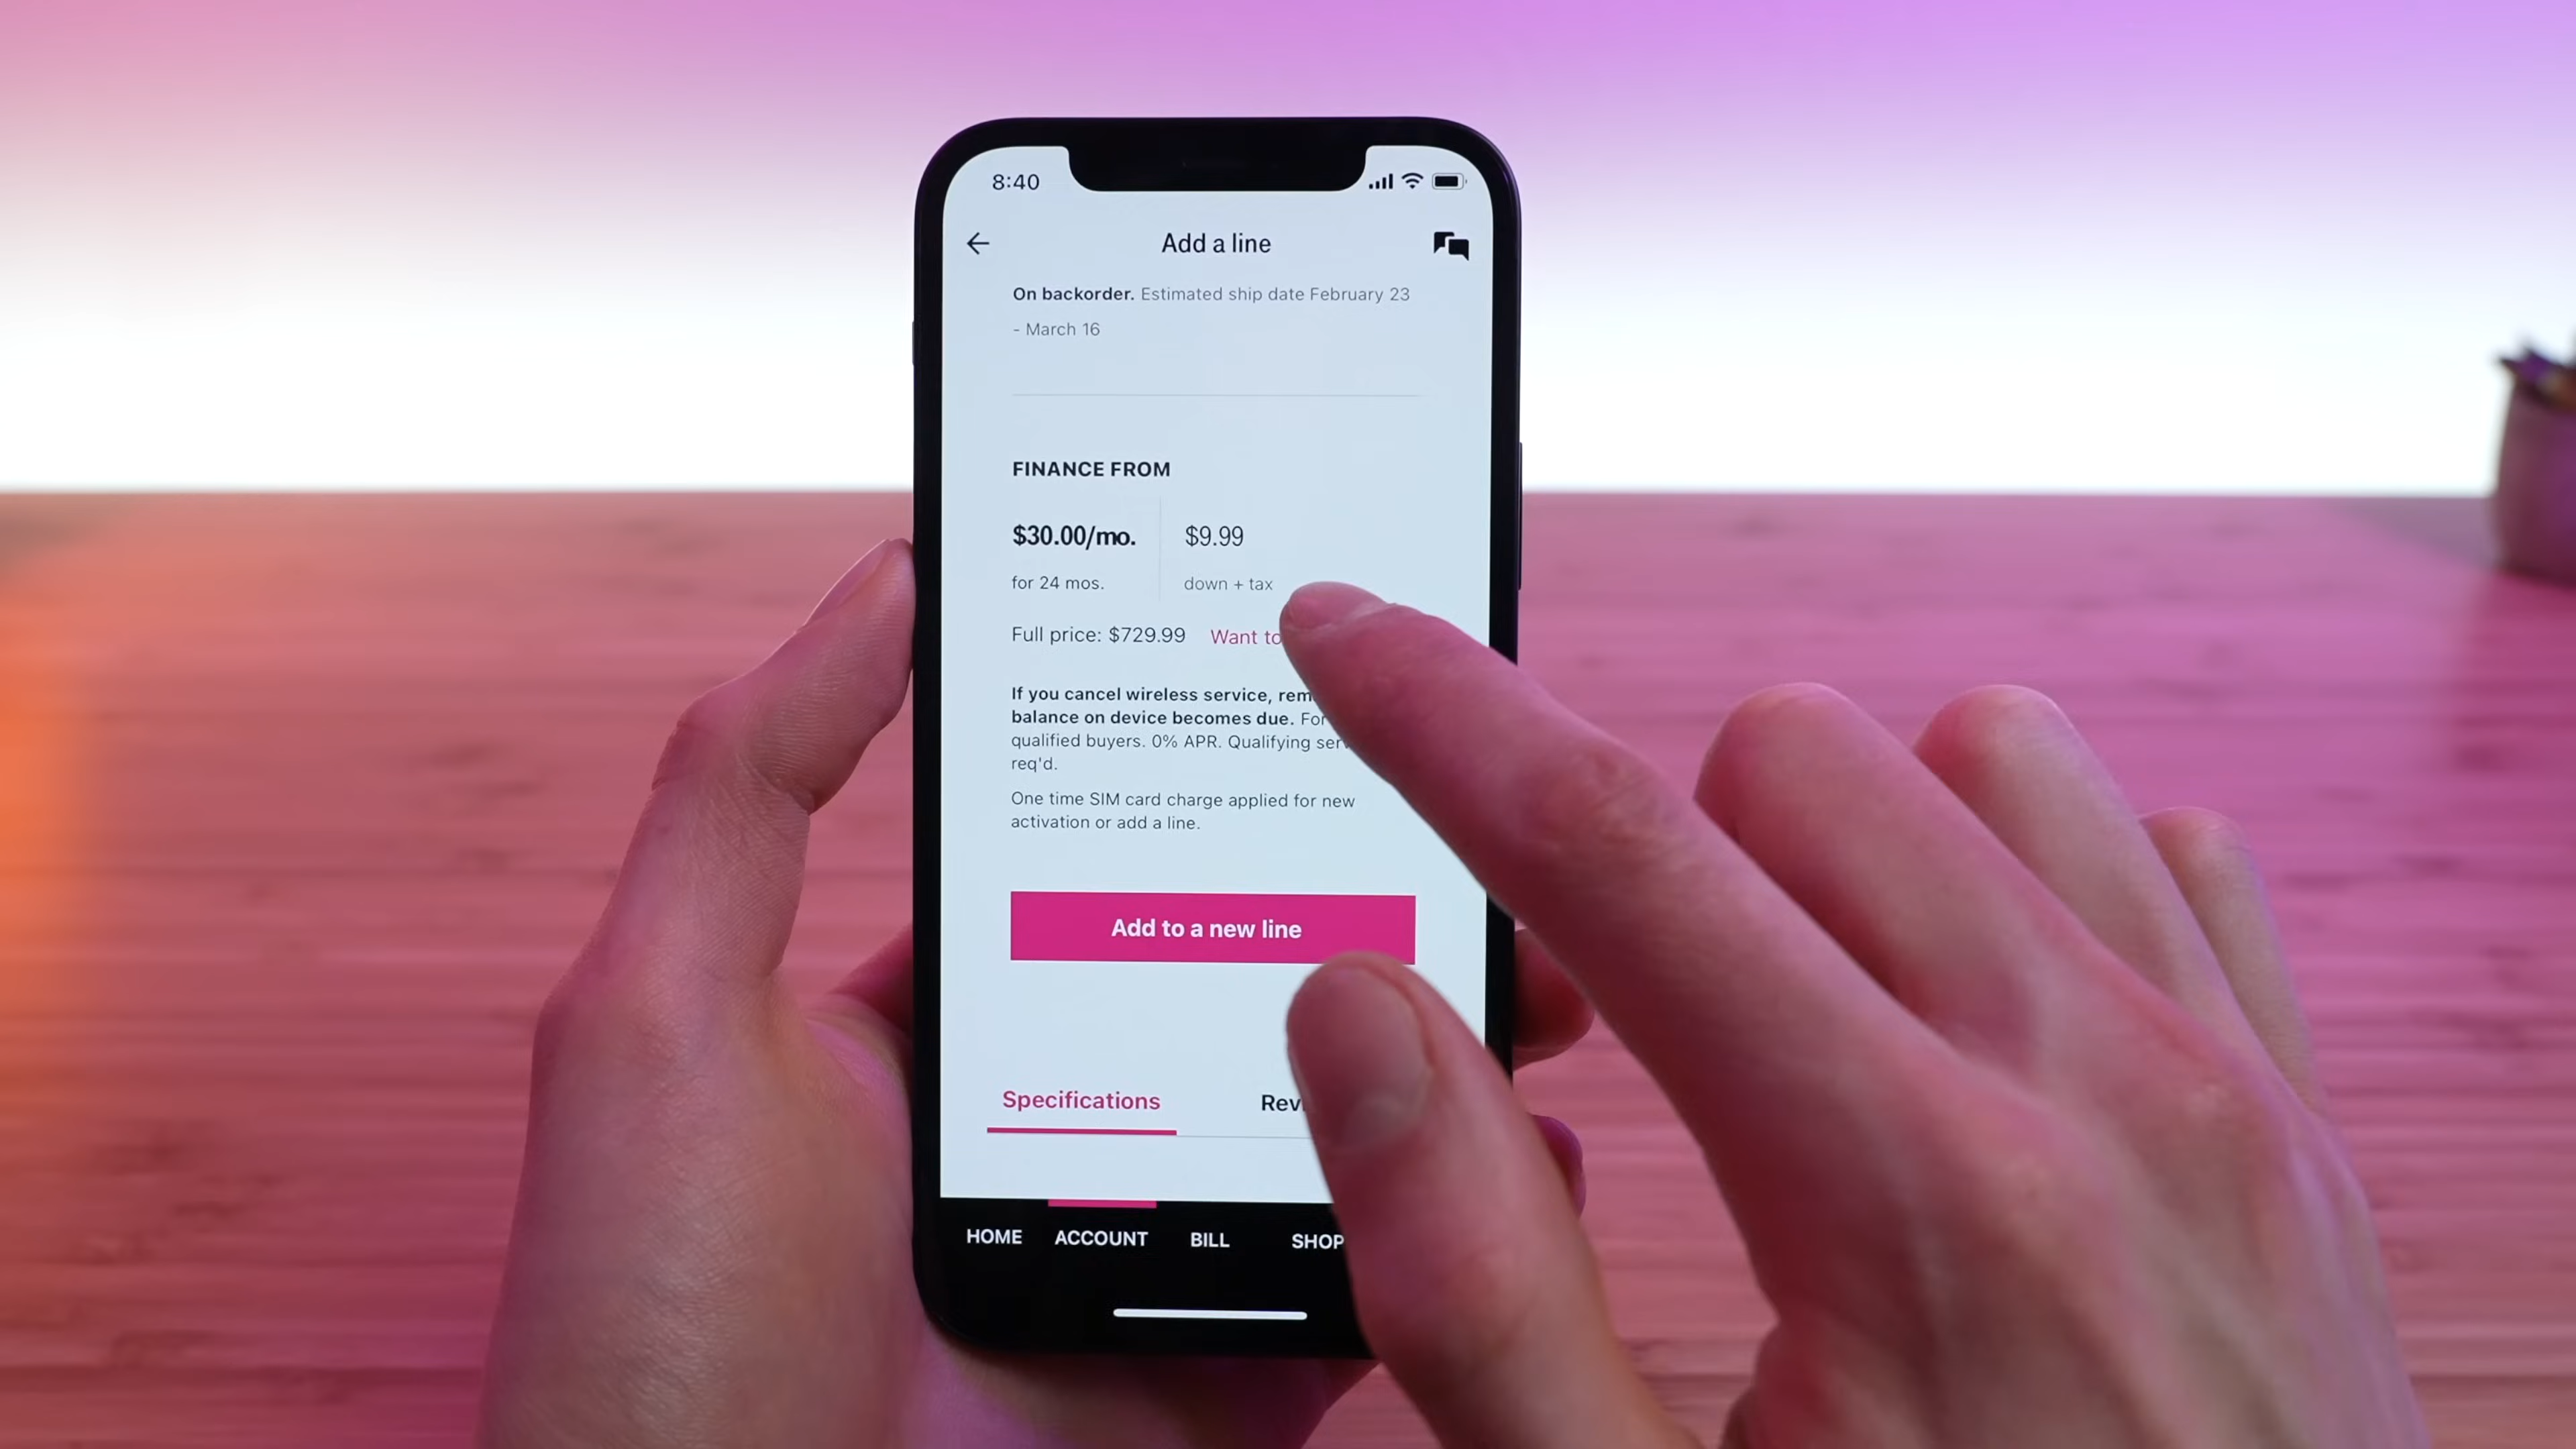 8:40
Add a line
On backorder. Estimated ship date February 23
- March 16
FINANCE FROM
$30.00/mo. $9.99
for 24 mos. down + tax
Full price: $729.99 Want to
If you cancel wireless service,
balance on device becomes due. For
qualified buyers. 0% APR. Qualifying
req'd.
One time SIM card charge applied for new
activation or add a line.
Add to a new line
Specifications
HOME ACCOUNT BILL SHOP